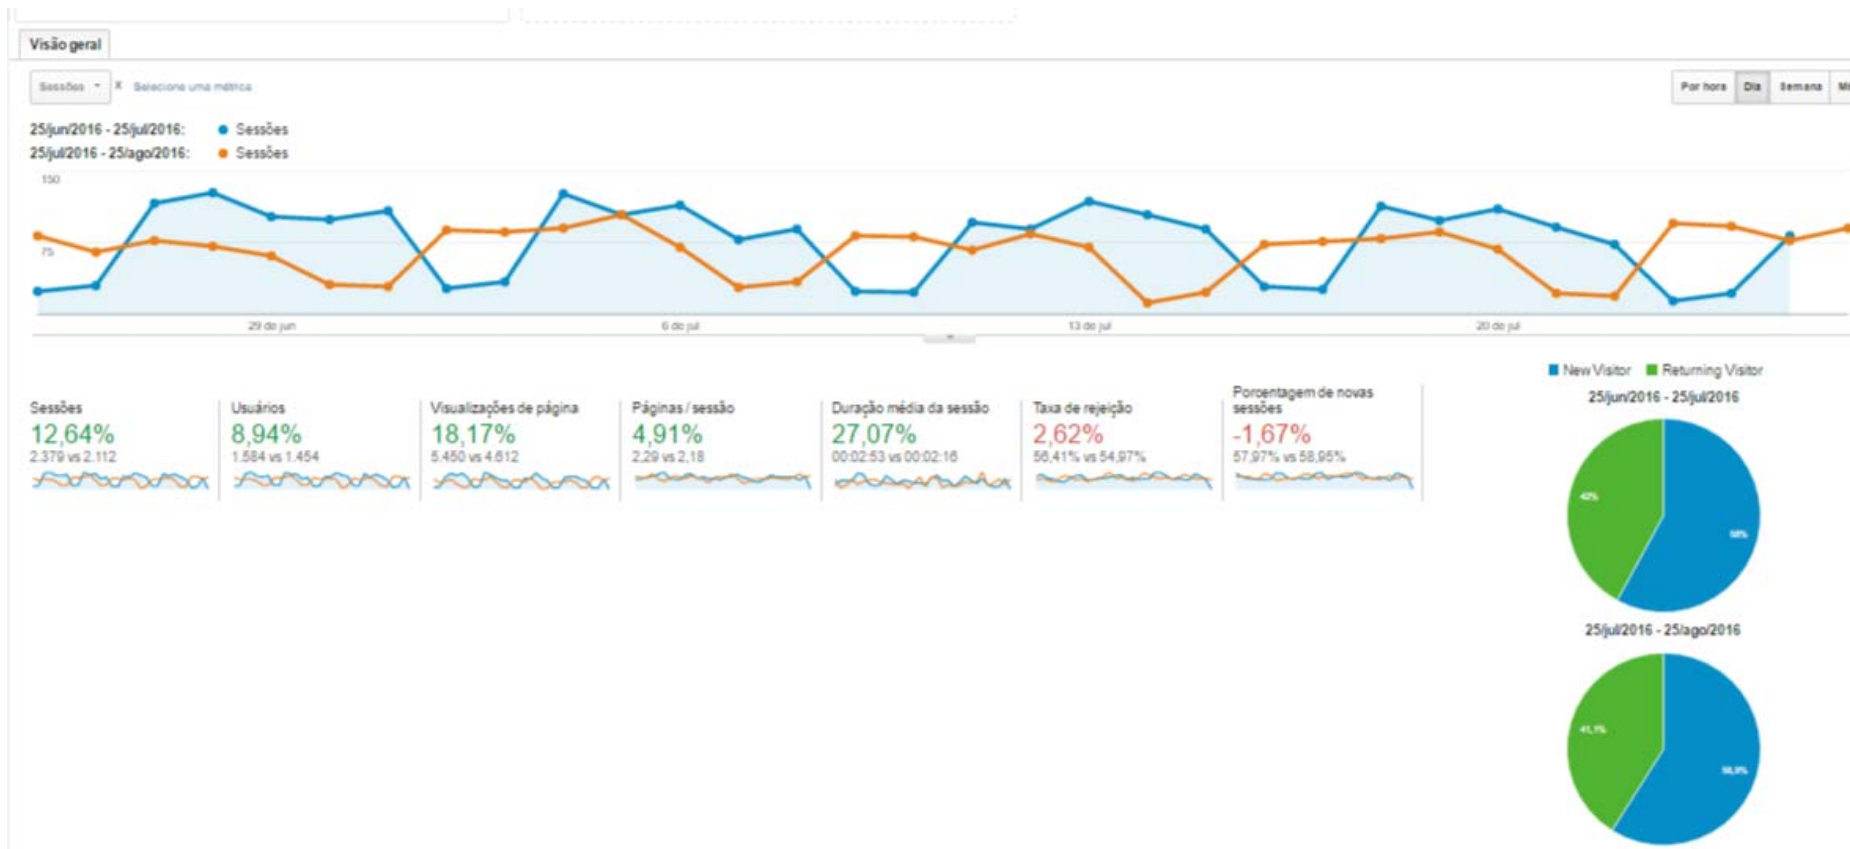 Visão geral
Sessões x Selecione uma métrica
Por hora Dia Semana
25/jun/2016 - 25/jul/2016: Sessões
25/jul/2016 - 25/ago/2016: Sessões
150
75
29 de jun 6 de jul 13 de jul 20 de jul
New Visitor Returning Visitor
25/jun/2016 - 25/jul/2016
Sessões
12,64%
2.379 vs 2.112
Usuários
8,94%
1.584 vs 1.454
Visualizações de página
18,17%
5.450 vs 4.612
Páginas / sessão
4,91%
2,29 vs 2,18
Duração média da sessão
27,07%
00:02:53 vs 00:02:16
Taxa de rejeição
2,62%
56,41% vs 54,97%
Porcentagem de novas
sessões
-1,67%
57,97% vs 58,95%
42%
58%
25/jul/2016 - 25/ago/2016
41,1%
58,9%